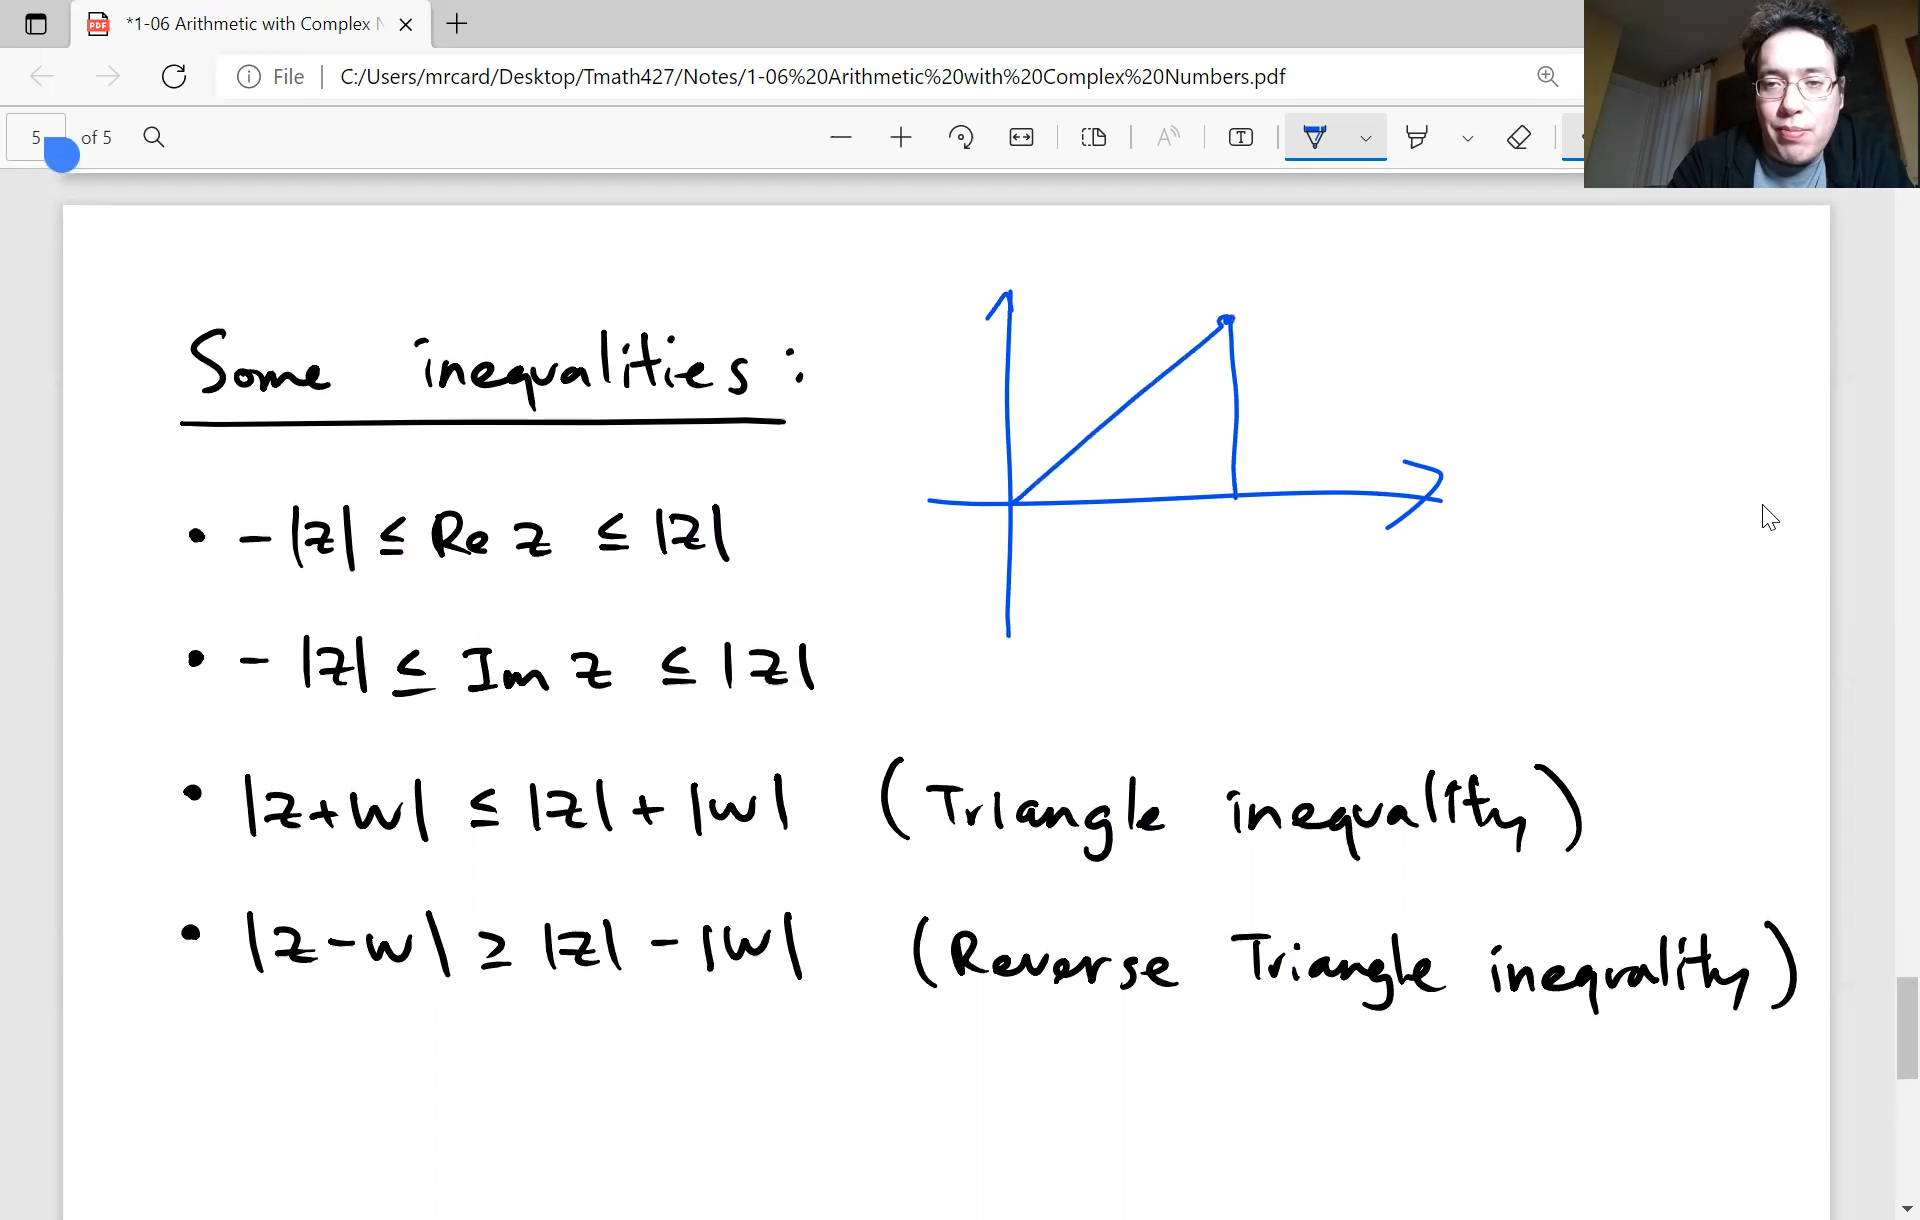 *1-06 Arithmetic with Complex N
File | C:/Users/mrcard/Desktop/Tmath427/Notes/1-06%20Arithmetic%20with%20Complex%20Numbers.pdf
5 of 5
Some inequalities:
• -|z| ≤ Re z ≤ |z|
• -|z| ≤ Im z ≤ |z|
• |z+w| ≤ |z| + |w| (Triangle inequality)
• |z-w| ≥ |z| - |w| (Reverse Triangle inequality)